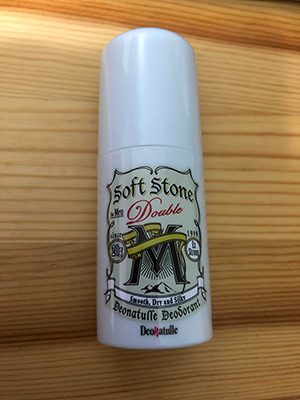 Soft Stone
for Men
Double
since 1998
M
Smooth, Dry and Silky
Deonatulle Deodorant
DeoNatulle